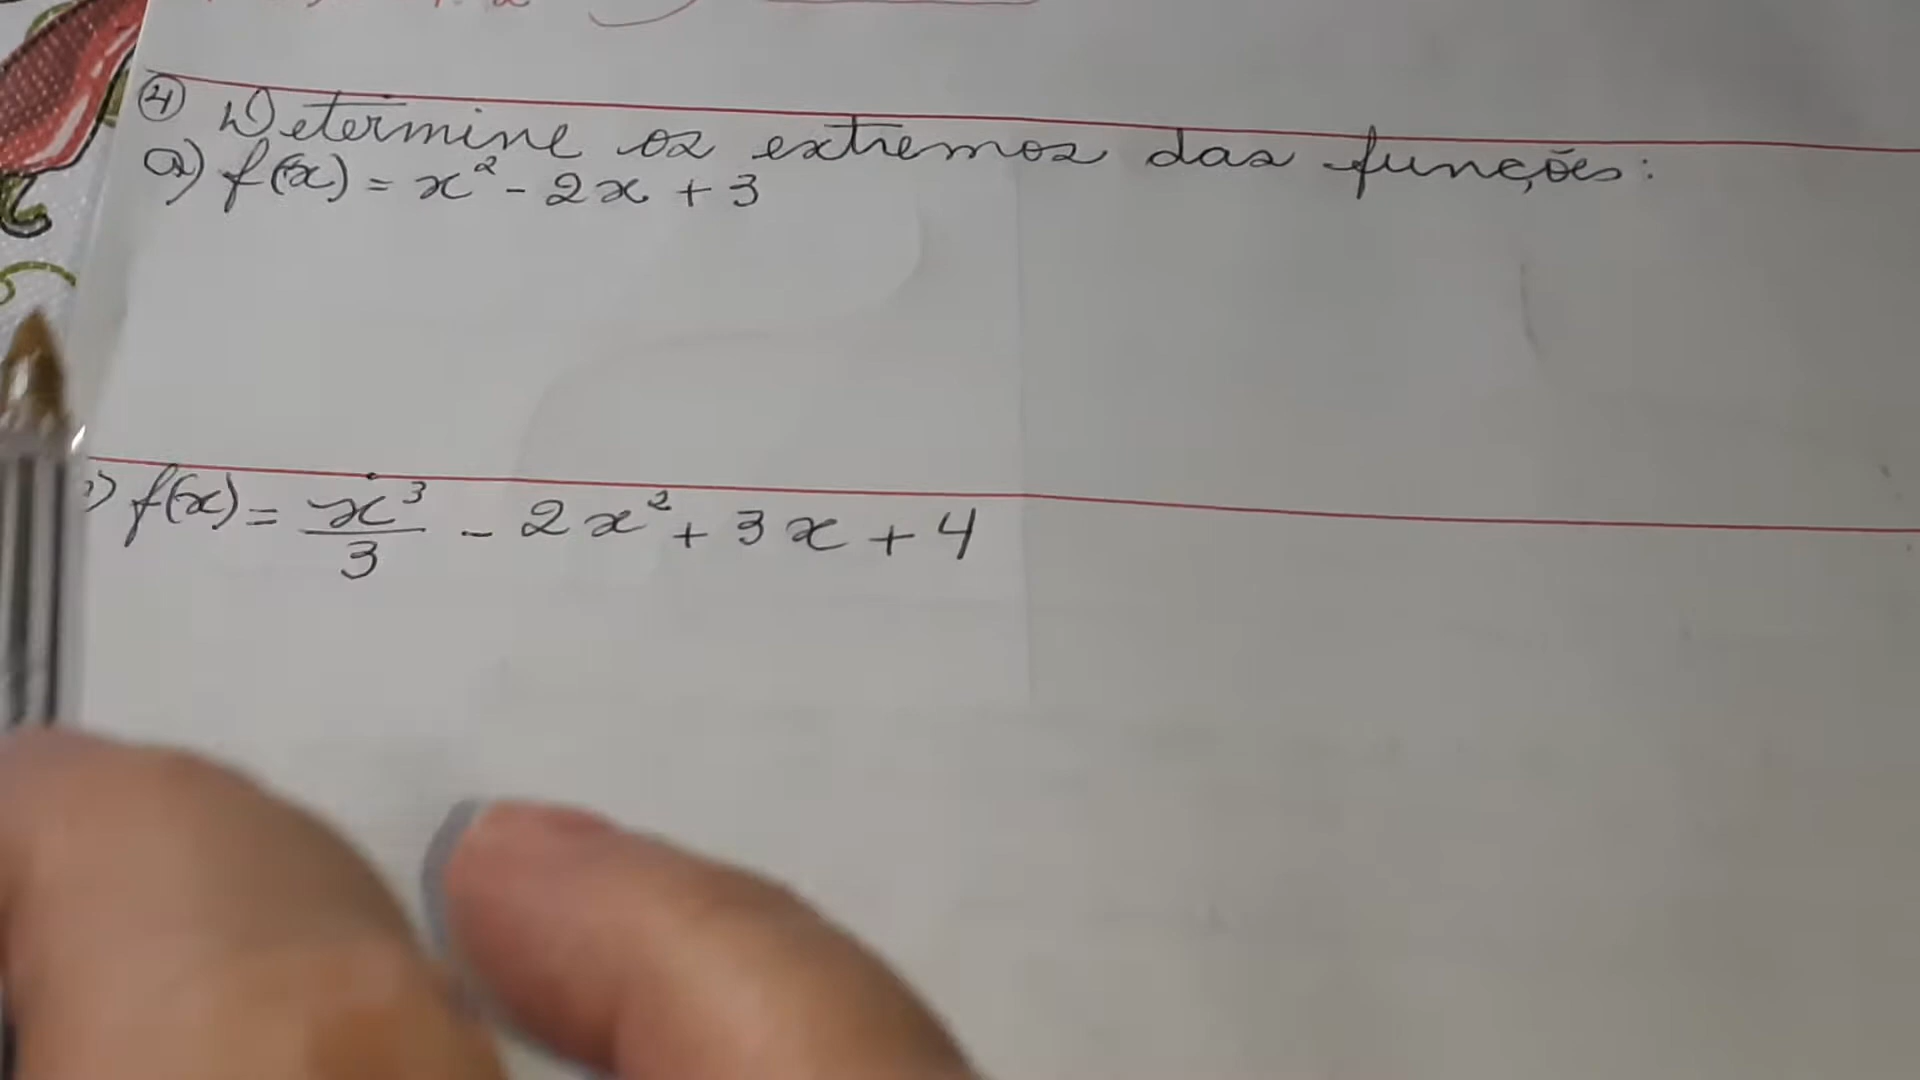 ④ Determine os extremos das funções:
a) f(x) = x² - 2x + 3
) f(x) = x³/3 - 2x² + 3x + 4